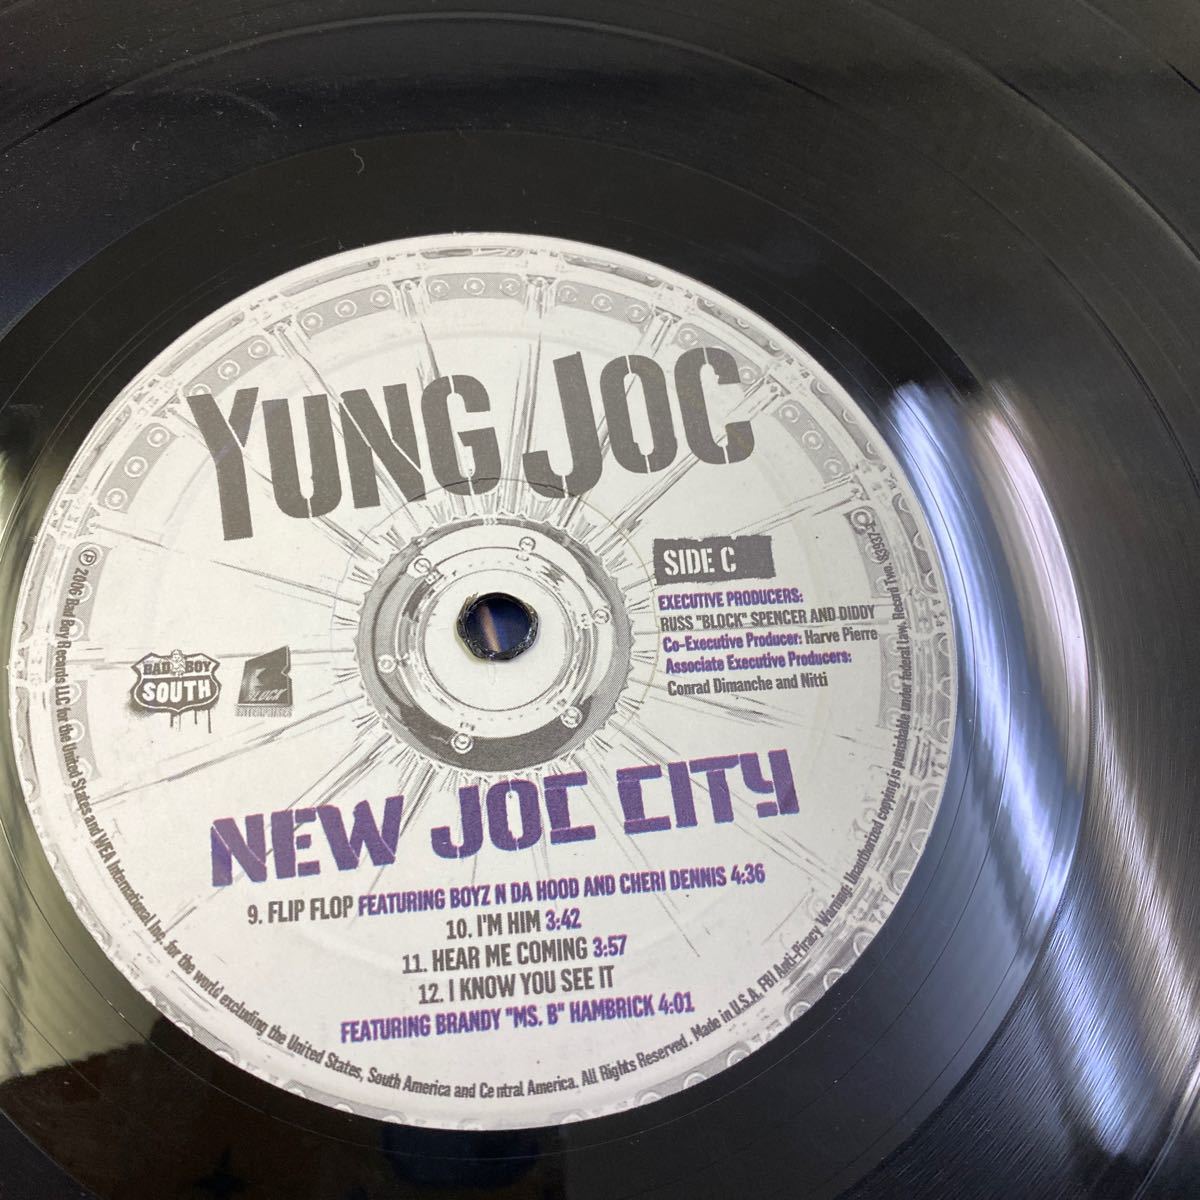 YUNG JOC
SIDE C
EXECUTIVE PRODUCERS:
RUSS "BLOCK" SPENCER AND DIDDY
Co-Executive Producer: Harve Pierre
Associate Executive Producers:
Conrad Dimanche and Nitti
BAD BOY
SOUTH
BLOCK
NEW JOC CITY
9. FLIP FLOP FEATURING BOYZ N DA HOOD AND CHERI DENNIS 4:36
10. I'M HIM 3:42
11. HEAR ME COMING 3:57
12. I KNOW YOU SEE IT
FEATURING BRANDY "MS. B" HAMBRICK 4:01
℗ 2006 Bad Boy Records LLC for the United States and WEA International Inc. for the world excluding the United States, South America and Central America. All Rights Reserved. Made in U.S.A. FBI Anti-Piracy Warning: Unauthorized copying is punishable under federal law. Record Two.